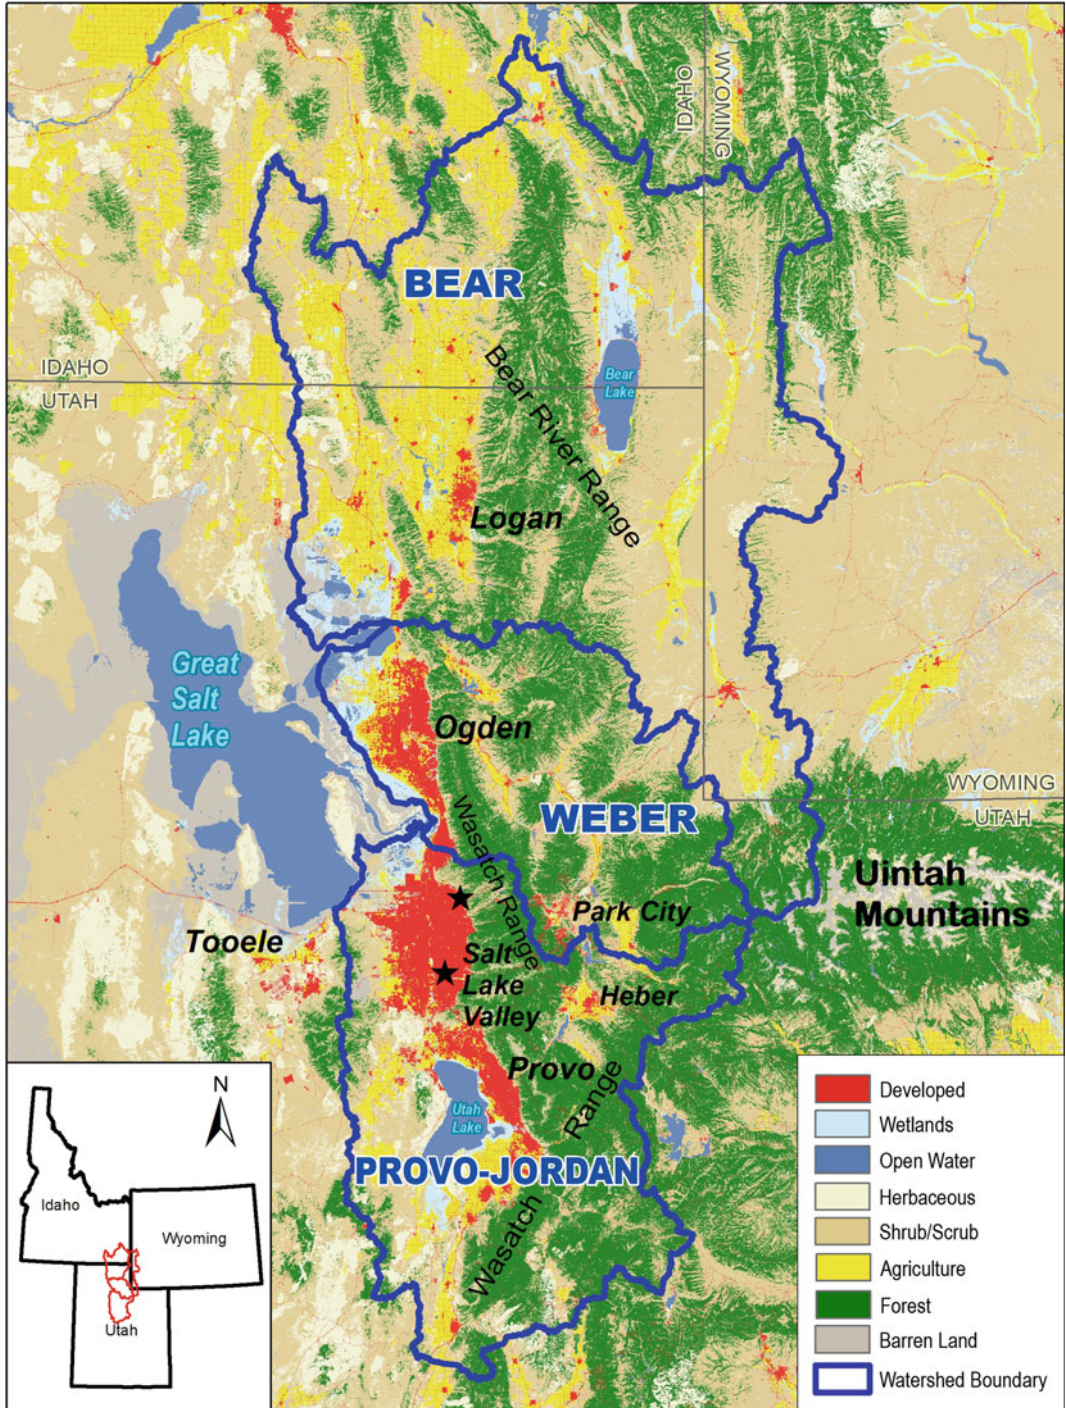 IDAHO
WYOMING
BEAR
IDAHO
UTAH
Bear
Lake
Bear River Range
Logan
Great
Salt
Lake
Ogden
WYOMING
UTAH
WEBER
Wasatch Range
Uintah
Mountains
Park City
Tooele
Salt
Lake
Valley
Heber
Provo
Utah
Lake
PROVO-JORDAN
Wasatch Range
N
Idaho
Wyoming
Utah
Developed
Wetlands
Open Water
Herbaceous
Shrub/Scrub
Agriculture
Forest
Barren Land
Watershed Boundary